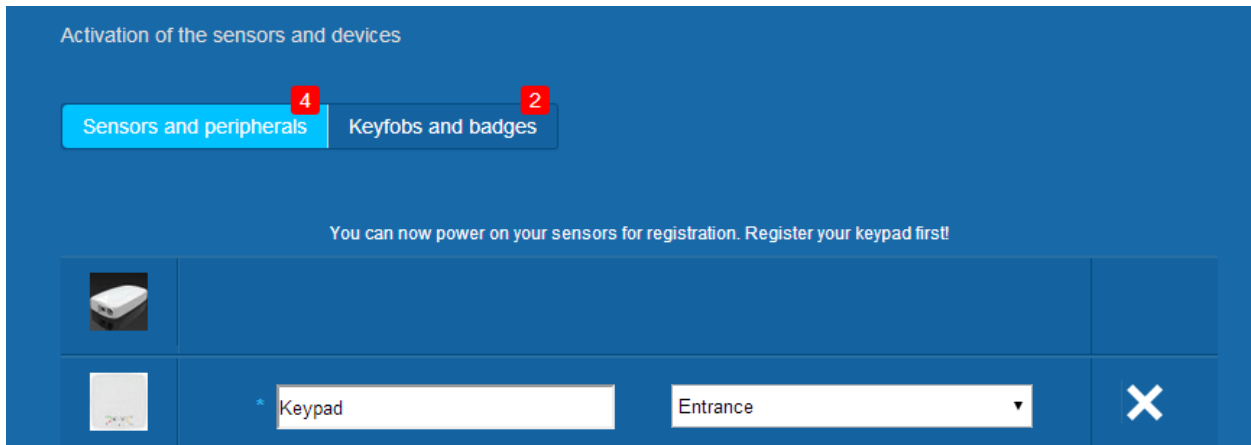 Activation of the sensors and devices
4
2
Sensors and peripherals
Keyfobs and badges
You can now power on your sensors for registration. Register your keypad first!
* Keypad
Entrance